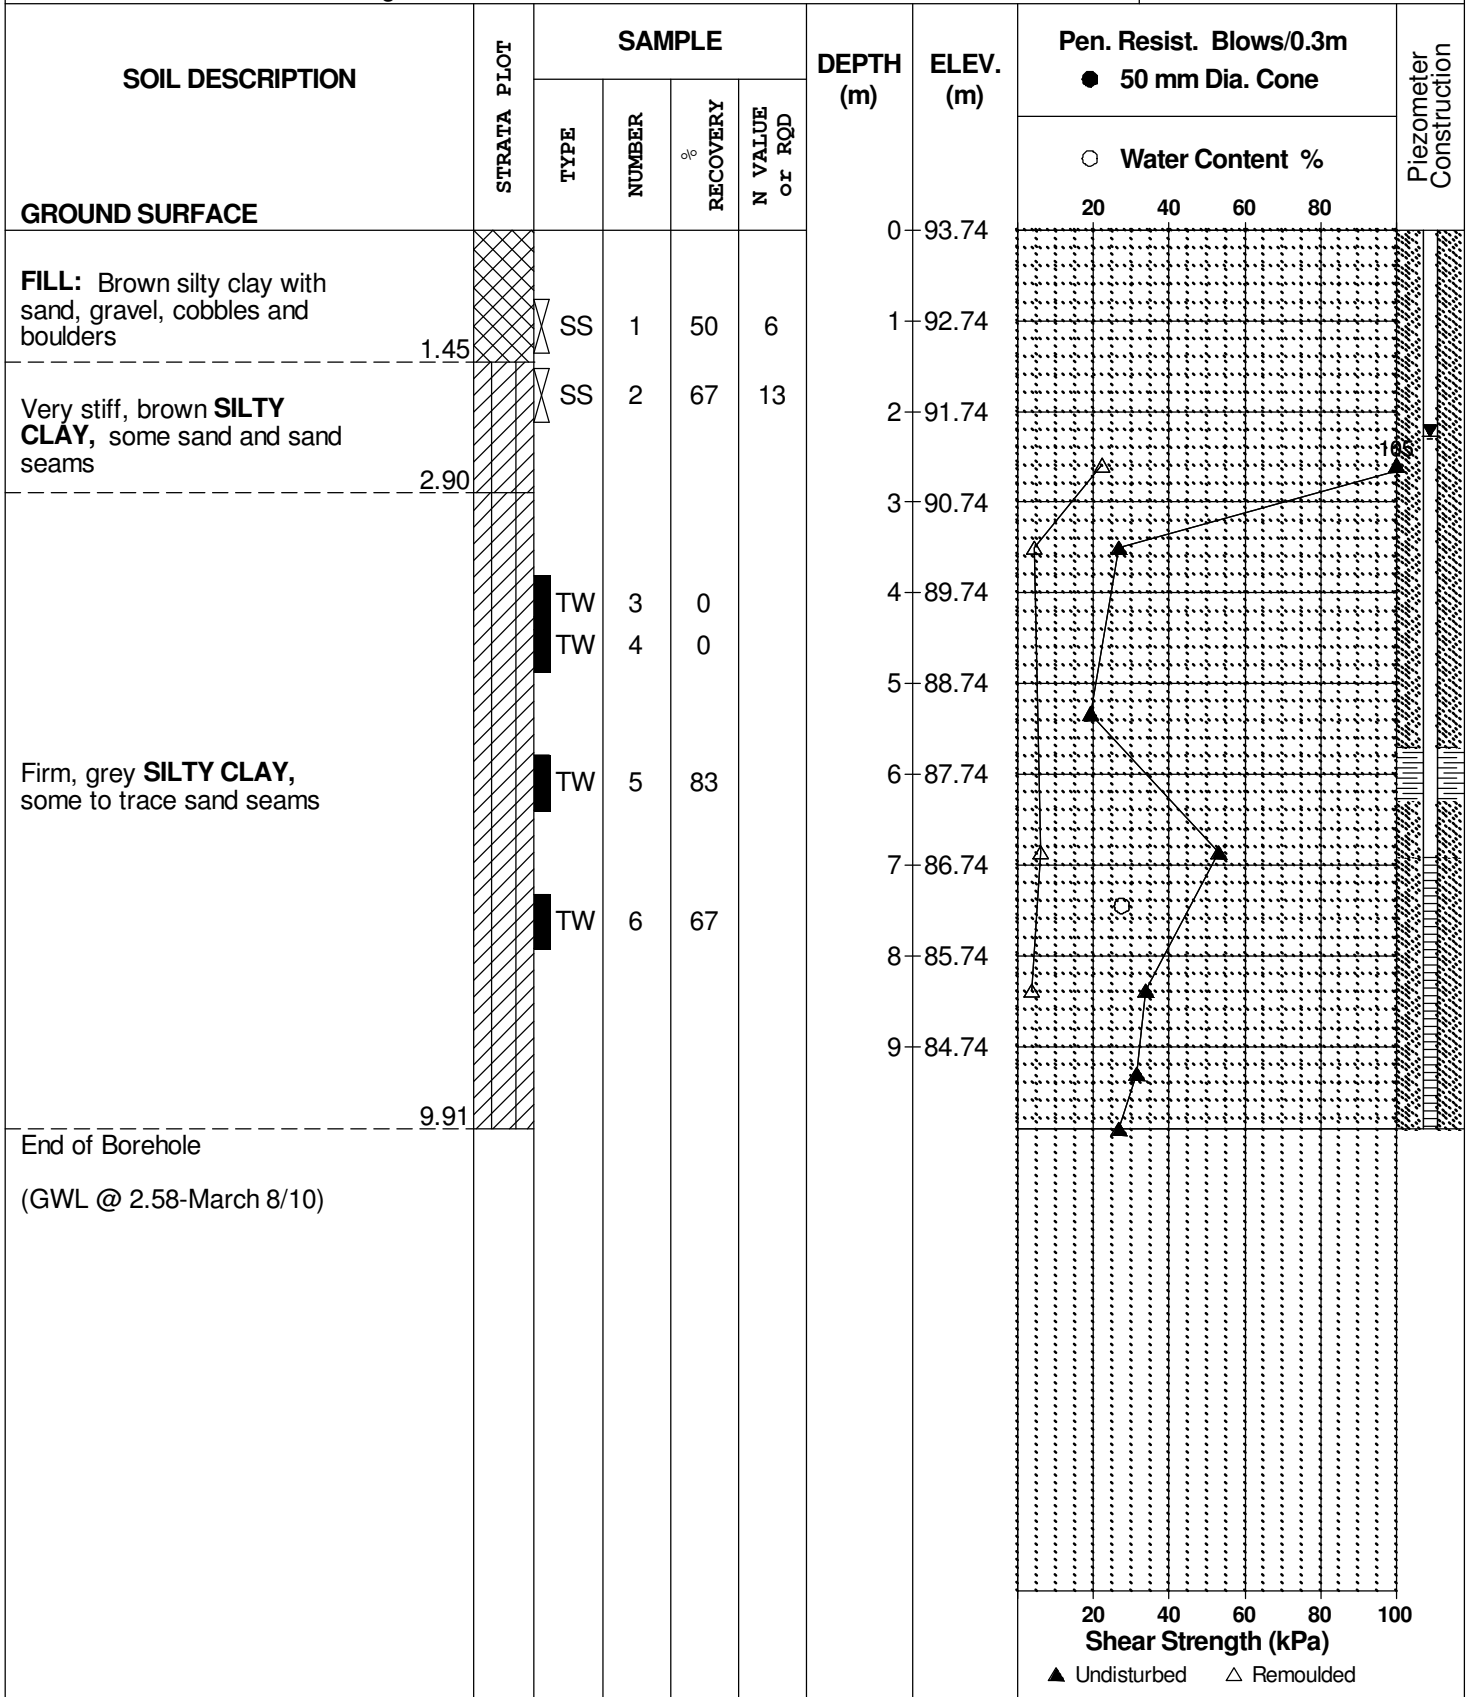 SOIL DESCRIPTION
GROUND SURFACE
STRATA PLOT
SAMPLE
TYPE
NUMBER
% RECOVERY
N VALUE or RQD
DEPTH (m)
ELEV. (m)
Pen. Resist. Blows/0.3m
● 50 mm Dia. Cone
○ Water Content %
20 40 60 80
Piezometer Construction
0 93.74
FILL: Brown silty clay with
sand, gravel, cobbles and
boulders
1.45
SS 1 50 6
1 92.74
SS 2 67 13
Very stiff, brown SILTY
CLAY, some sand and sand
seams
2.90
2 91.74
105
3 90.74
TW 3 0
4 89.74
TW 4 0
5 88.74
Firm, grey SILTY CLAY,
some to trace sand seams
TW 5 83
6 87.74
7 86.74
TW 6 67
8 85.74
9 84.74
9.91
End of Borehole
(GWL @ 2.58-March 8/10)
20 40 60 80 100
Shear Strength (kPa)
▲ Undisturbed △ Remoulded